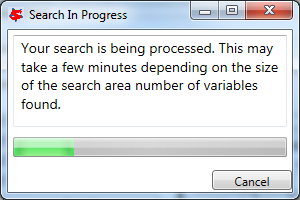 Search In Progress
Your search is being processed. This may
take a few minutes depending on the size
of the search area number of variables
found.
Cancel